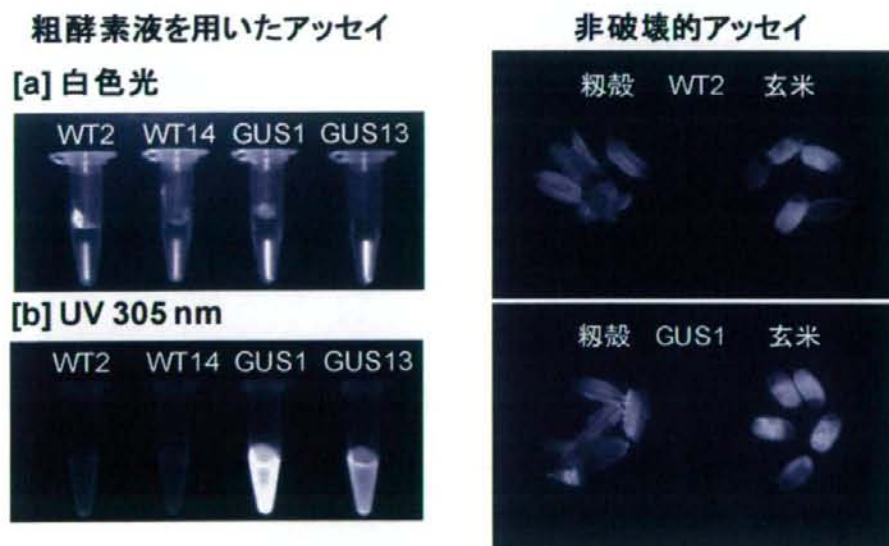 粗酵素液を用いたアッセイ
[a] 白色光
WT2 WT14 GUS1 GUS13
[b] UV 305 nm
WT2 WT14 GUS1 GUS13
非破壊的アッセイ
籾殻 WT2 玄米
籾殻 GUS1 玄米